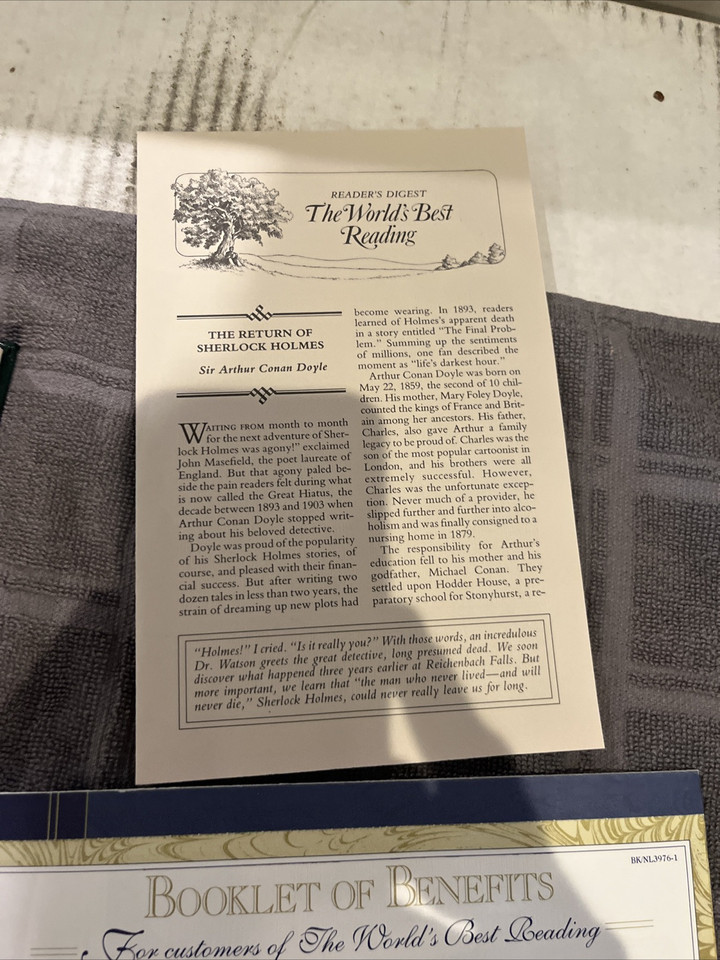 READER'S DIGEST
The World's Best
Reading
THE RETURN OF
SHERLOCK HOLMES
Sir Arthur Conan Doyle
WAITING FROM month to month
for the next adventure of Sher-
lock Holmes was agony!" exclaimed
John Masefield, the poet laureate of
England. But that agony paled be-
side the pain readers felt during what
is now called the Great Hiatus, the
decade between 1893 and 1903 when
Arthur Conan Doyle stopped writ-
ing about his beloved detective.
Doyle was proud of the popularity
of his Sherlock Holmes stories, of
course, and pleased with their finan-
cial success. But after writing two
dozen tales in less than two years, the
strain of dreaming up new plots had
become wearing. In 1893, readers
learned of Holmes's apparent death
in a story entitled "The Final Prob-
lem." Summing up the sentiments
of millions, one fan described the
moment as "life's darkest hour."
Arthur Conan Doyle was born on
May 22, 1859, the second of 10 chil-
dren. His mother, Mary Foley Doyle,
counted the kings of France and Brit-
ain among her ancestors. His father,
Charles, also gave Arthur a family
legacy to be proud of. Charles was the
son of the most popular cartoonist in
London, and his brothers were all
extremely successful. However,
Charles was the unfortunate excep-
tion. Never much of a provider, he
slipped further and further into alco-
holism and was finally consigned to a
nursing home in 1879.
The responsibility for Arthur's
education fell to his mother and his
godfather, Michael Conan. They
settled upon Hodder House, a pre-
paratory school for Stonyhurst, a re-
"Holmes!" I cried. "Is it really you?" With those words, an incredulous
Dr. Watson greets the great detective, long presumed dead. We soon
discover what happened three years earlier at Reichenbach Falls. But
more important, we learn that "the man who never lived—and will
never die," Sherlock Holmes, could never really leave us for long.
BK/NL3976-1
BOOKLET OF BENEFITS
For customers of The World's Best Reading